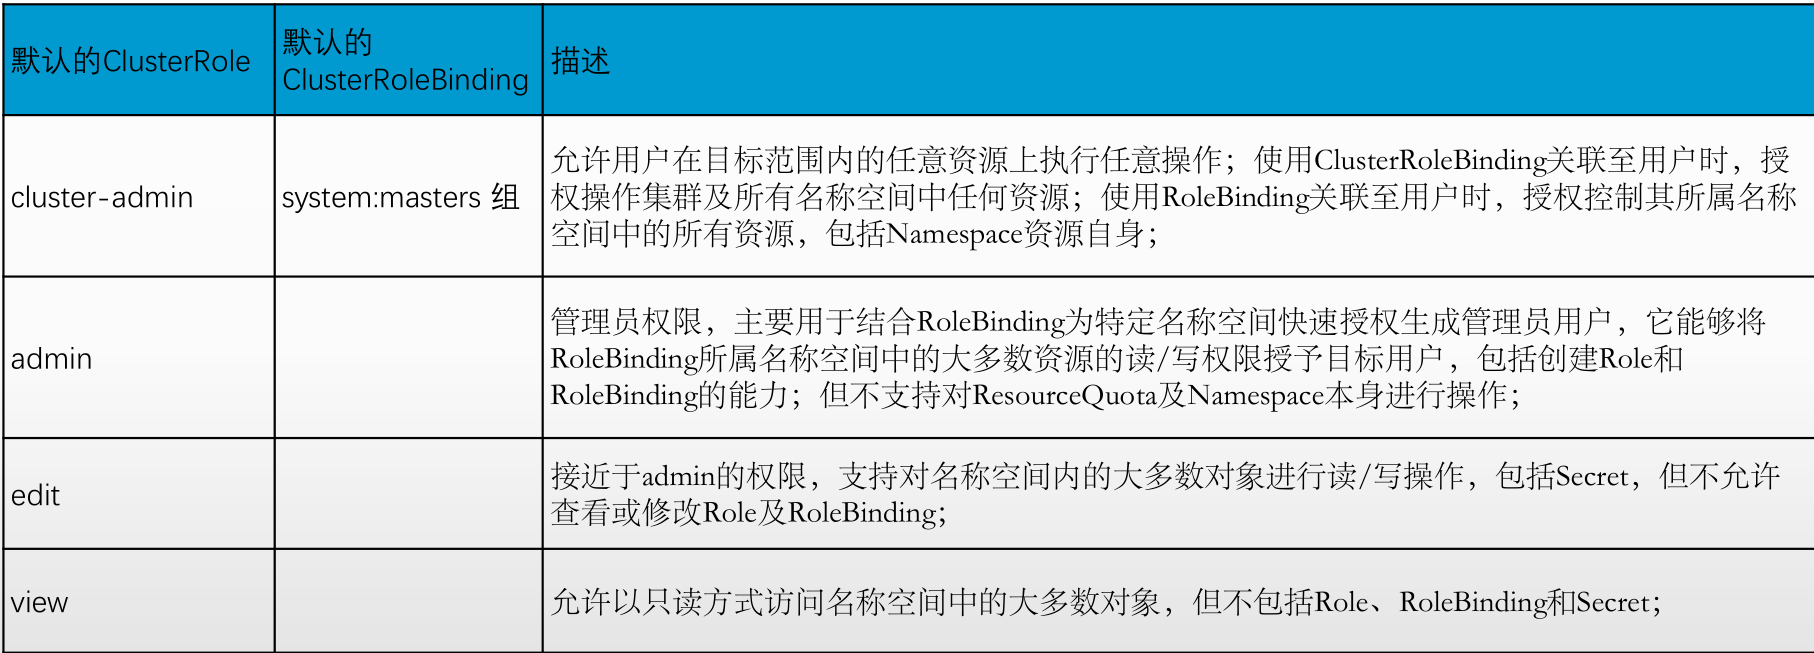 默认的ClusterRole
默认的
ClusterRoleBinding
描述
cluster-admin
system:masters 组
允许用户在目标范围内的任意资源上执行任意操作；使用ClusterRoleBinding关联至用户时，授
权操作集群及所有名称空间中任何资源；使用RoleBinding关联至用户时，授权控制其所属名称
空间中的所有资源，包括Namespace资源自身；
admin
管理员权限，主要用于结合RoleBinding为特定名称空间快速授权生成管理员用户，它能够将
RoleBinding所属名称空间中的大多数资源的读/写权限授予目标用户，包括创建Role和
RoleBinding的能力；但不支持对ResourceQuota及Namespace本身进行操作；
edit
接近于admin的权限，支持对名称空间内的大多数对象进行读/写操作，包括Secret，但不允许
查看或修改Role及RoleBinding；
view
允许以只读方式访问名称空间中的大多数对象，但不包括Role、RoleBinding和Secret；